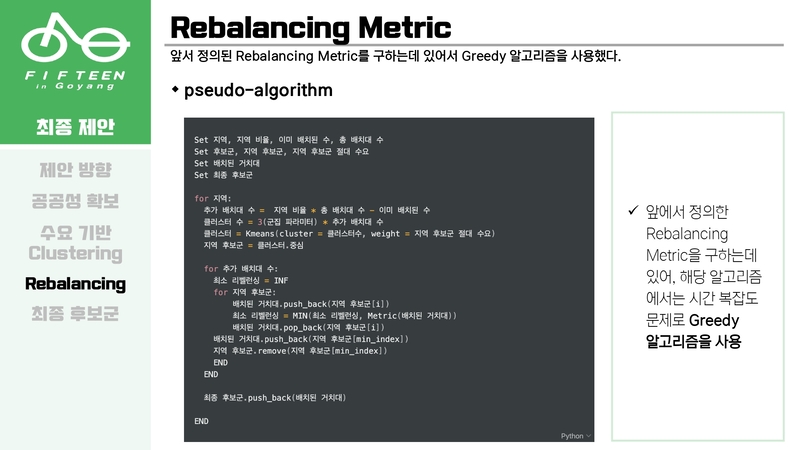 FIFTEEN
in Goyang
최종 제안
제안 방향
공공성 확보
수요 기반
Clustering
Rebalancing
최종 후보군
Rebalancing Metric
앞서 정의된 Rebalancing Metric를 구하는데 있어서 Greedy 알고리즘을 사용했다.
◆ pseudo-algorithm
Set 지역, 지역 비율, 이미 배치된 수, 총 배치대 수
Set 후보군, 지역 후보군, 지역 후보군 절대 수요
Set 배치된 거치대
Set 최종 후보군
for 지역:
추가 배치대 수 = 지역 비율 * 총 배치대 수 - 이미 배치된 수
클러스터 수 = 3(군집 파라미터) * 추가 배치대 수
클러스터 = Kmeans(cluster = 클러스터수, weight = 지역 후보군 절대 수요)
지역 후보군 = 클러스터.중심
for 추가 배치대 수:
최소 리벨런싱 = INF
for 지역 후보군:
배치된 거치대.push_back(지역 후보군[i])
최소 리벨런싱 = MIN(최소 리벨런싱, Metric(배치된 거치대))
배치된 거치대.pop_back(지역 후보군[i])
배치된 거치대.push_back(지역 후보군[min_index])
지역 후보군.remove(지역 후보군[min_index])
END
END
최종 후보군.push_back(배치된 거치대)
END
Python
✓ 앞에서 정의한
Rebalancing
Metric을 구하는데
있어, 해당 알고리즘
에서는 시간 복잡도
문제로 Greedy
알고리즘을 사용